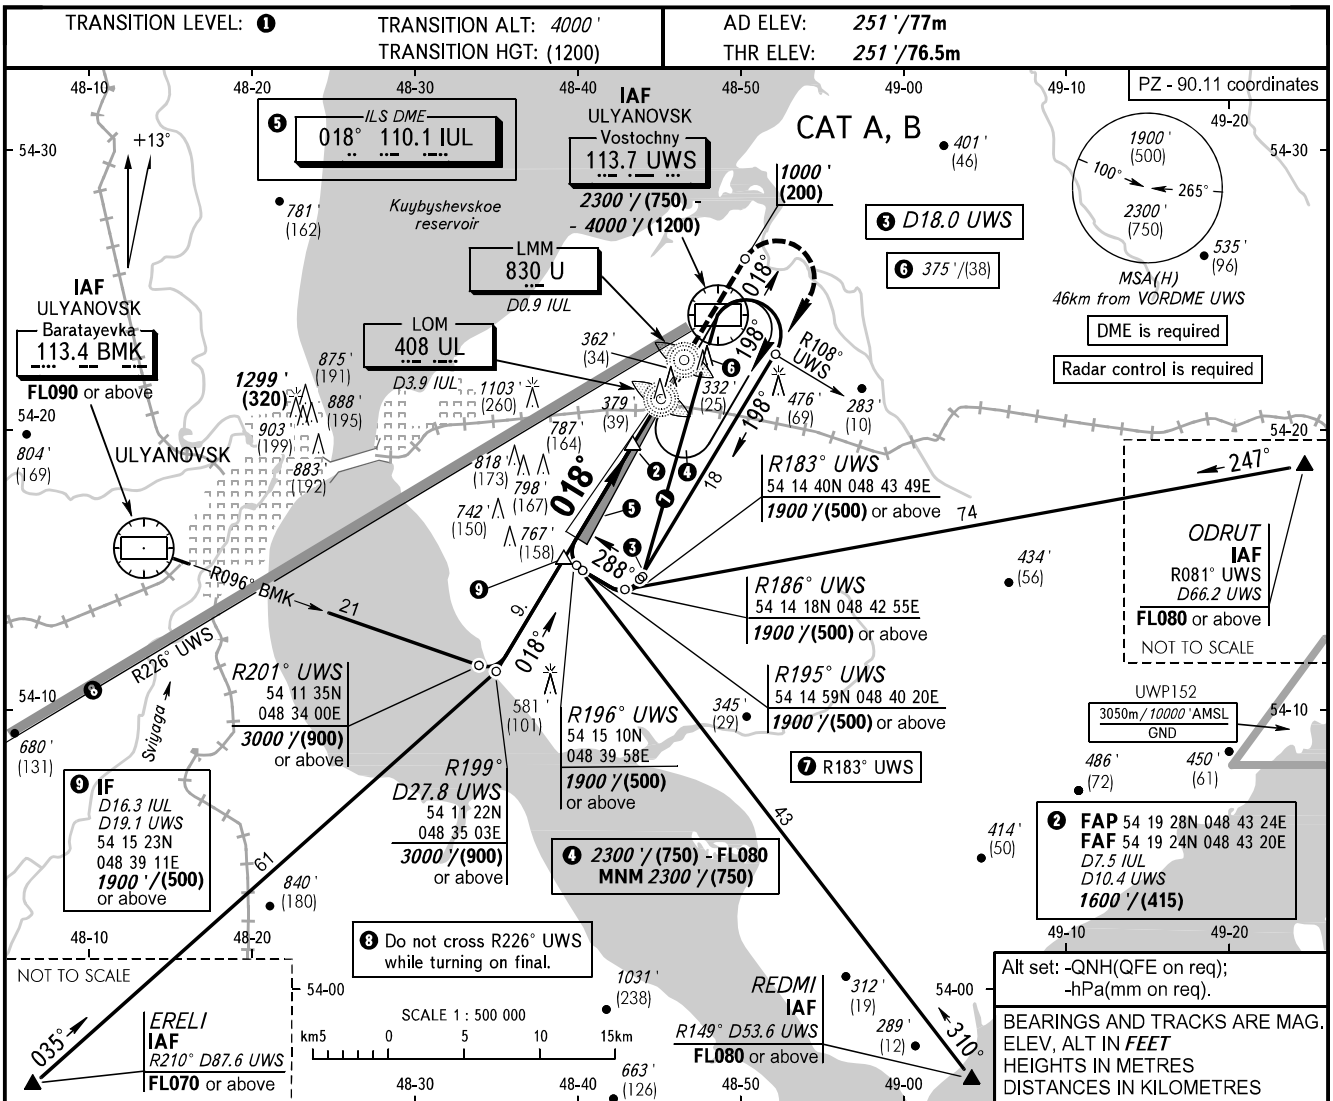 TRANSITION LEVEL: ❶
TRANSITION ALT: 4000'
TRANSITION HGT: (1200)
AD ELEV: 251'/77m
THR ELEV: 251'/76.5m
48-10
48-20
48-30
48-40
48-50
49-00
49-10
PZ - 90.11 coordinates
49-20
54-30
54-30
+13°
❺
ILS DME
018° 110.1 IUL
IAF
ULYANOVSK
Vostochny
113.7 UWS
2300'/(750) -
- 4000'/(1200)
CAT A, B
1000'
(200)
401'
(46)
1900'
(500)
100°
265°
2300'
(750)
MSA(H)
46km from VORDME UWS
535'
(96)
DME is required
Radar control is required
❸ D18.0 UWS
❻ 375'/(38)
781'
(162)
Kuybyshevskoe
reservoir
LMM
830 U
D0.9 IUL
LOM
408 UL
D3.9 IUL
IAF
ULYANOVSK
Baratayevka
113.4 BMK
FL090 or above
362'
(34)
018°
198°
R108°
UWS
❻
332'
(25)
476'
(69)
283'
(10)
379'
(39)
198°
875'
(191)
1299'
(320)
888'
(195)
903'
(199)
883'
(192)
1103'
(260)
54-20
804'
(169)
ULYANOVSK
787'
(164)
818'
(173)
798'
(167)
742'
(150)
767'
(158)
018°
❷
❹
❼
❺
❸
18
288°
❾
R183° UWS
54 14 40N 048 43 49E
1900'/(500) or above
54-20
247°
74
ODRUT
IAF
R081° UWS
D66.2 UWS
FL080 or above
NOT TO SCALE
434'
(56)
R186° UWS
54 14 18N 048 42 55E
1900'/(500) or above
R195° UWS
54 14 59N 048 40 20E
1900'/(500) or above
R096° BMK
21
9.
018°
R226° UWS
❽
Sviyaga
54-10
680'
(131)
R201° UWS
54 11 35N
048 34 00E
3000'/(900)
or above
581'
(101)
R196° UWS
54 15 10N
048 39 58E
1900'/(500)
or above
345'
(29)
❼ R183° UWS
UWP152
3050m/10000'AMSL
GND
54-10
486'
(72)
450'
(61)
R199°
D27.8 UWS
54 11 22N
048 35 03E
3000'/(900)
or above
❾ IF
D16.3 IUL
D19.1 UWS
54 15 23N
048 39 11E
1900'/(500)
or above
61
43
840'
(180)
❹ 2300'/(750) - FL080
MNM 2300'/(750)
414'
(50)
❷ FAP 54 19 28N 048 43 24E
FAF 54 19 24N 048 43 20E
D7.5 IUL
D10.4 UWS
1600'/(415)
48-10
48-20
49-10
49-20
❽ Do not cross R226° UWS
while turning on final.
NOT TO SCALE
035°
ERELI
IAF
R210° D87.6 UWS
FL070 or above
SCALE 1 : 500 000
km5 0 5 10 15km
1031'
(238)
54-00
663'
(126)
REDMI
IAF
R149° D53.6 UWS
FL080 or above
312'
(19)
289'
(12)
310°
54-00
48-30
48-40
48-50
49-00
Alt set: -QNH(QFE on req);
-hPa(mm on req).
BEARINGS AND TRACKS ARE MAG.
ELEV, ALT IN FEET
HEIGHTS IN METRES
DISTANCES IN KILOMETRES